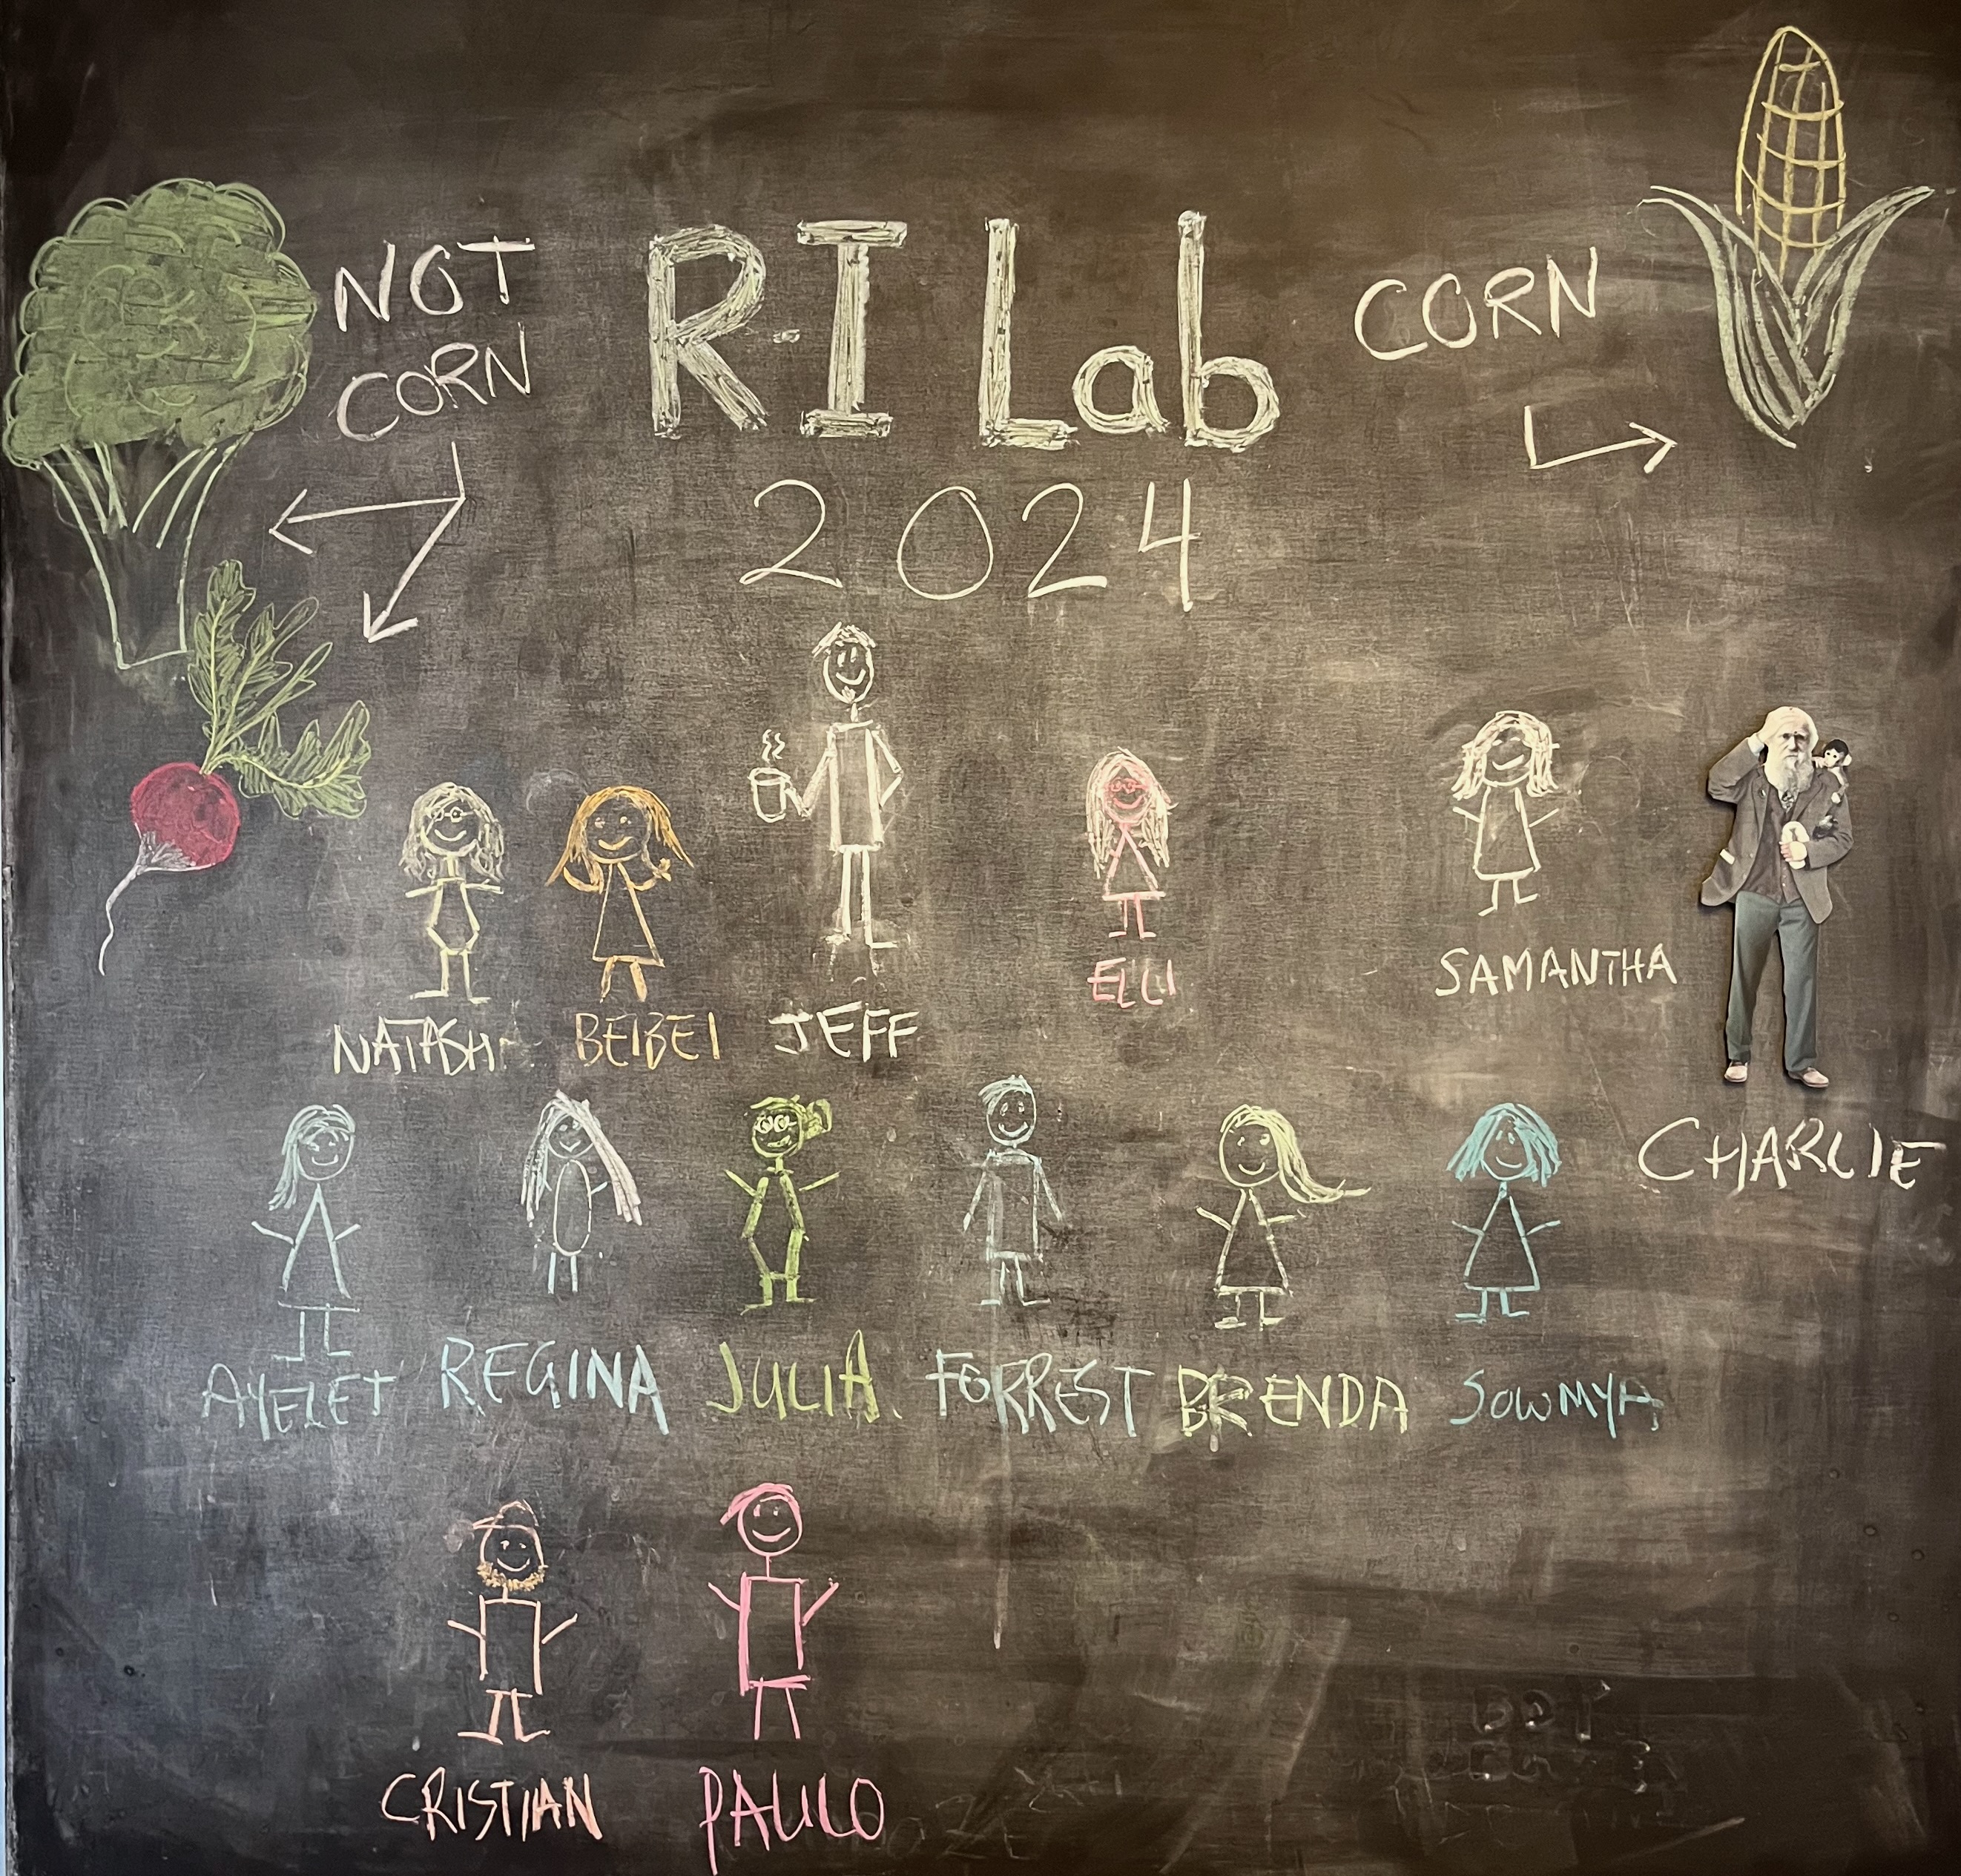 NOT
CORN
R-I Lab
2024
CORN
NATASHA
BEIBEI
JEFF
ELLI
SAMANTHA
CHARLIE
AYELET
REGINA
JULIA
FORREST
BRENDA
SOWMYA
CRISTIAN
PAULO